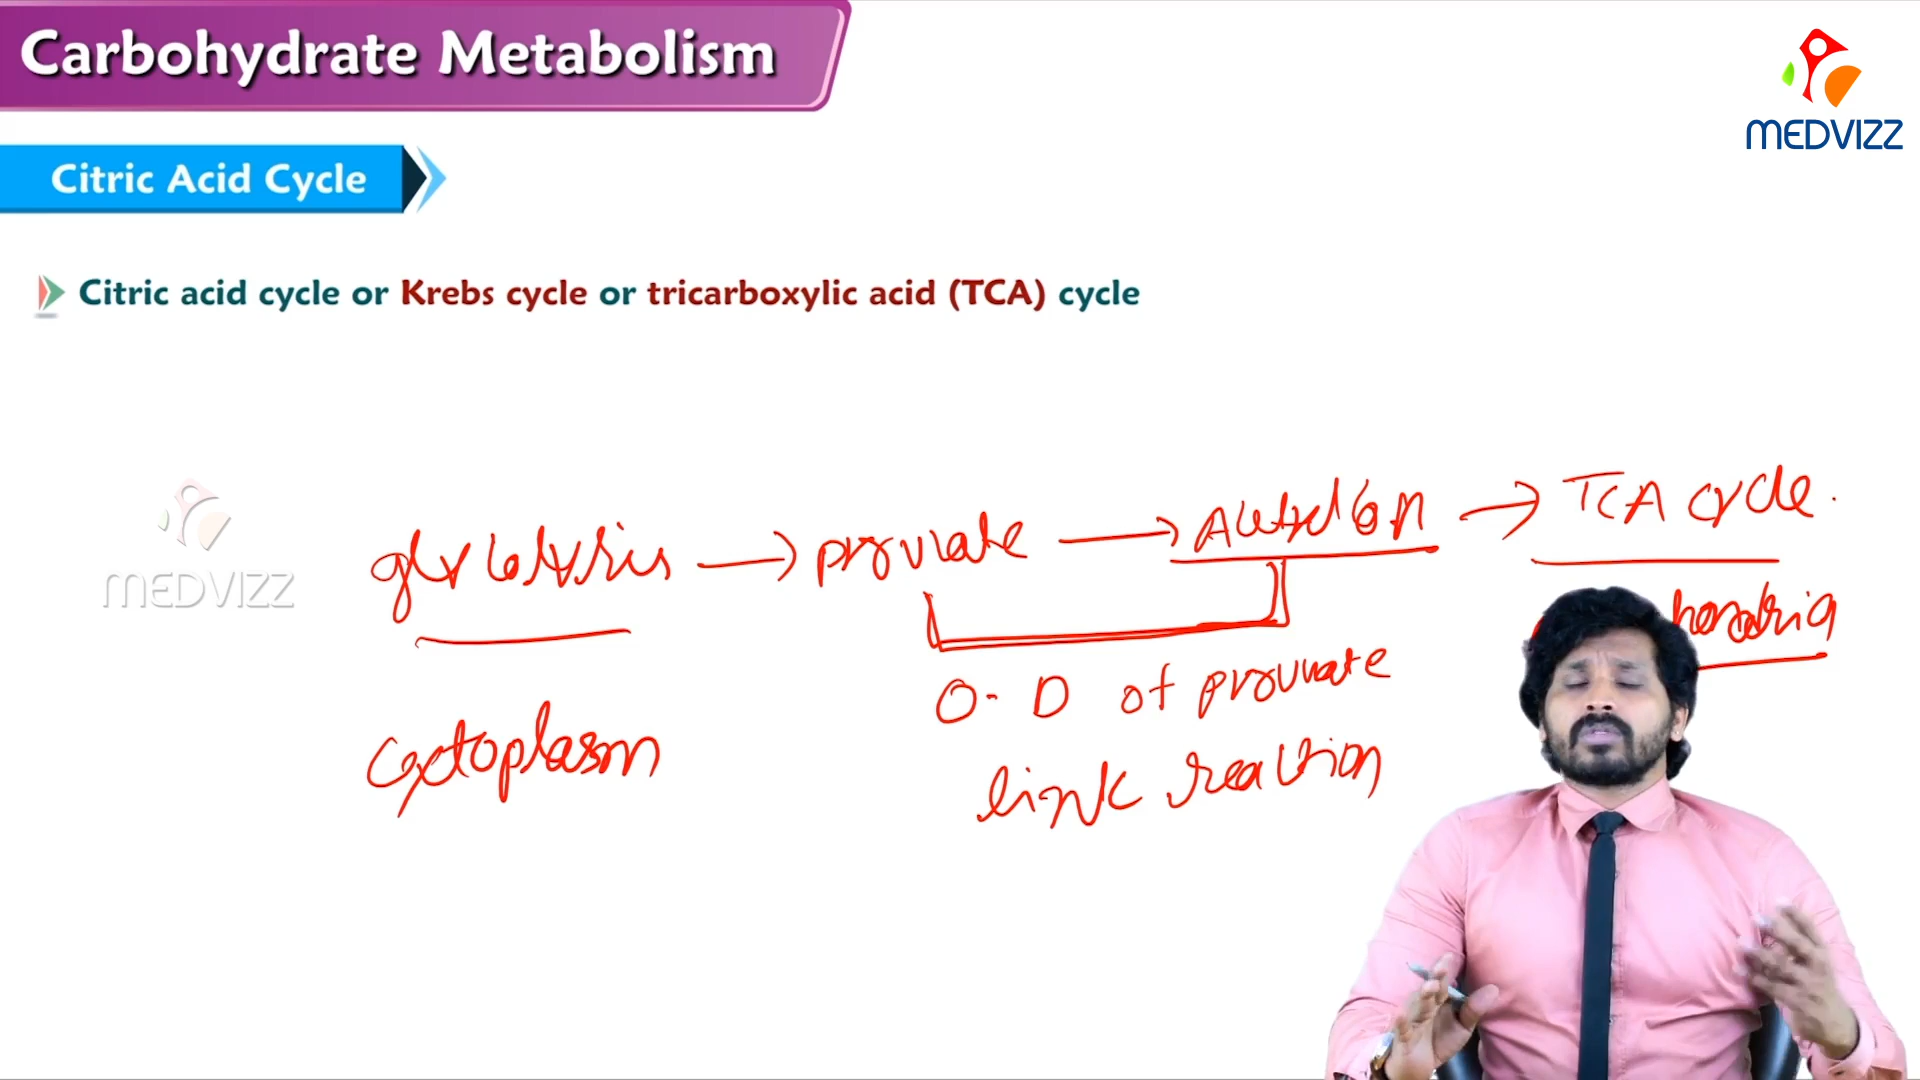 Carbohydrate Metabolism
MEDVIZZ
Citric Acid Cycle
Citric acid cycle or Krebs cycle or tricarboxylic acid (TCA) cycle
MEDVIZZ
glycolysis → pyruvate → Acetyl CoA → TCA cycle.
hondria
O-D of pyruvate
cytoplasm
link reaction